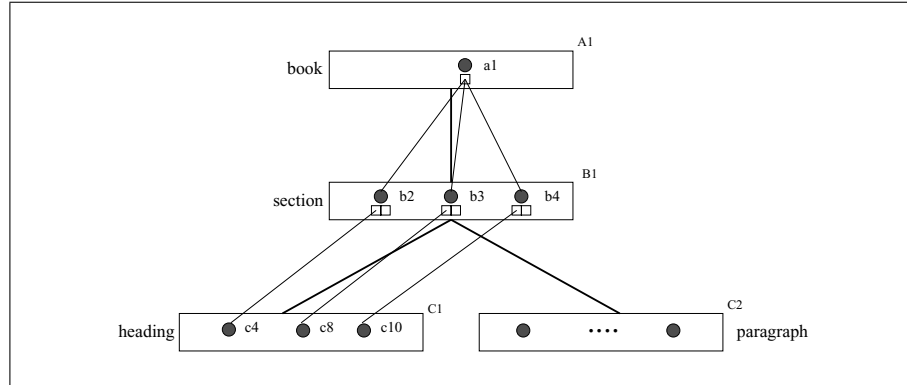 A1
book a1
B1
section b2 b3 b4
C1 C2
heading c4 c8 c10 paragraph